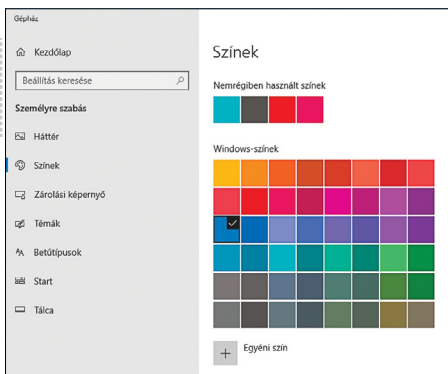 Gépház
Kezdőlap
Beállítás keresése
Személyre szabás
Háttér
Színek
Zárolási képernyő
Témák
Betűtípusok
Start
Tálca
Színek
Nemrégiben használt színek
Windows-színek
Egyéni szín